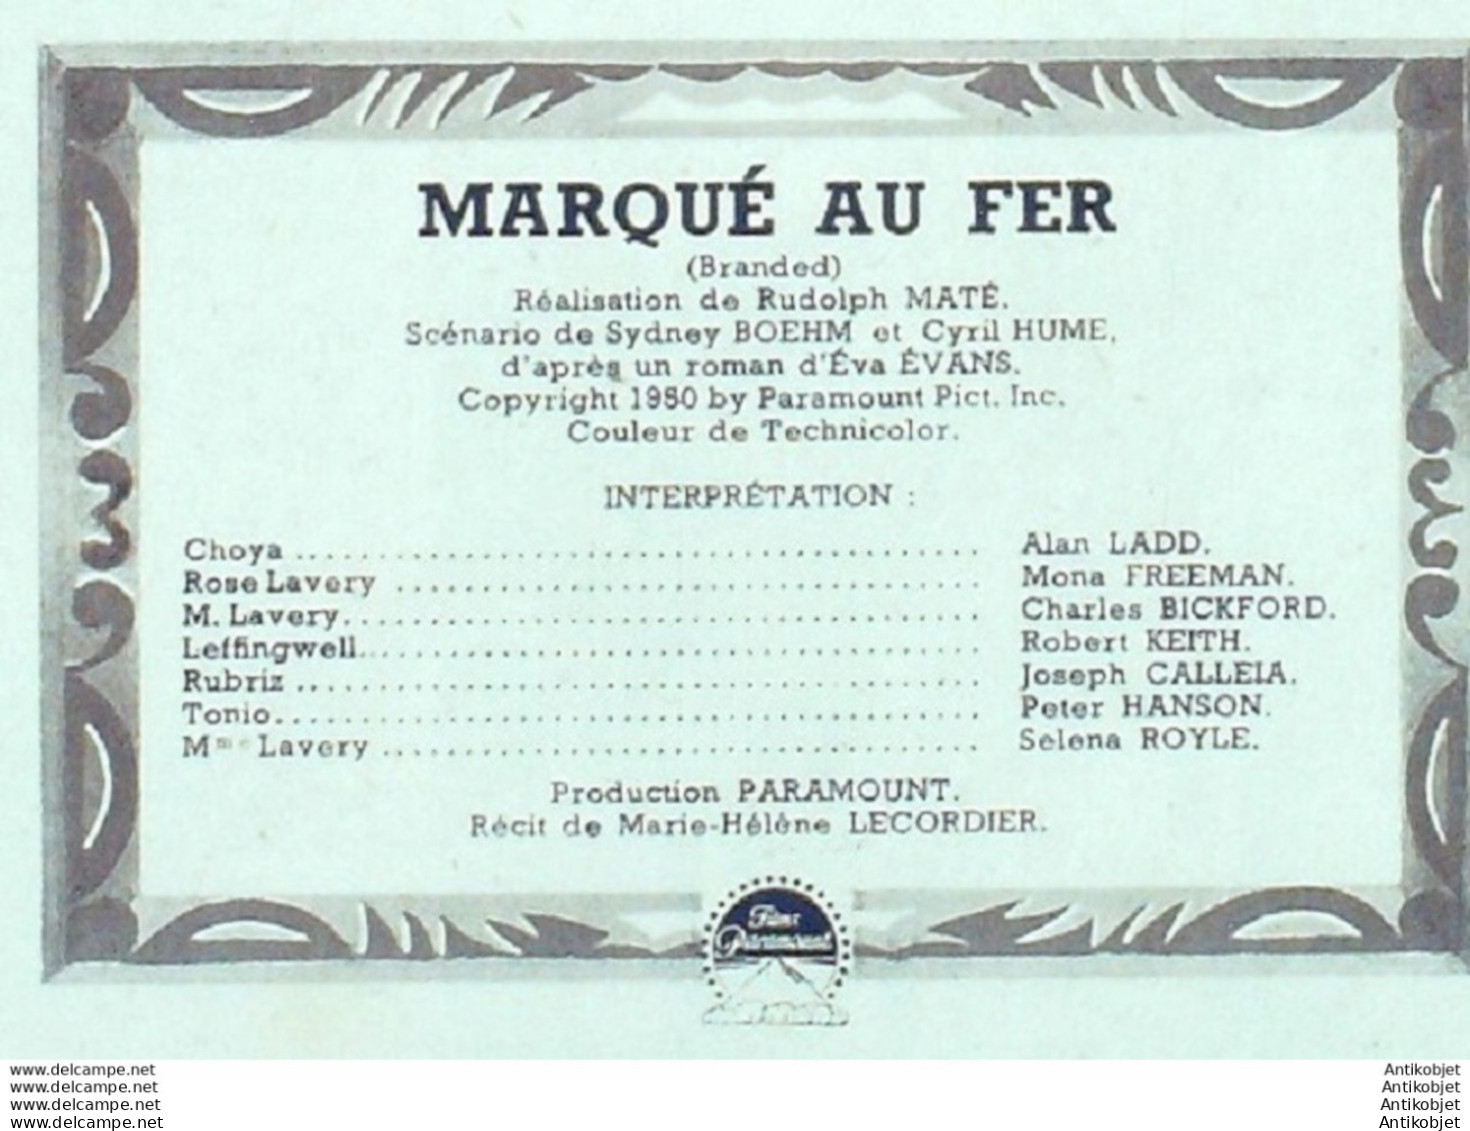 MARQUÉ AU FER
(Branded)
Réalisation de Rudolph MATÉ.
Scénario de Sydney BOEHM et Cyril HUME,
d'après un roman d'Éva ÉVANS.
Copyright 1950 by Paramount Pict. Inc.
Couleur de Technicolor.
INTERPRÉTATION :
Choya ........................................ Alan LADD.
Rose Lavery ........................................ Mona FREEMAN.
M. Lavery........................................ Charles BICKFORD.
Leffingwell........................................ Robert KEITH.
Rubriz ........................................ Joseph CALLEIA.
Tonio........................................ Peter HANSON.
Mme Lavery ........................................ Selena ROYLE.
Production PARAMOUNT.
Récit de Marie-Hélène LECORDIER.
Films
Paramount
www.delcampe.net
www.delcampe.net
www.delcampe.net
www.delcampe.net
Antikobjet
Antikobjet
Antikobjet
Antikobjet